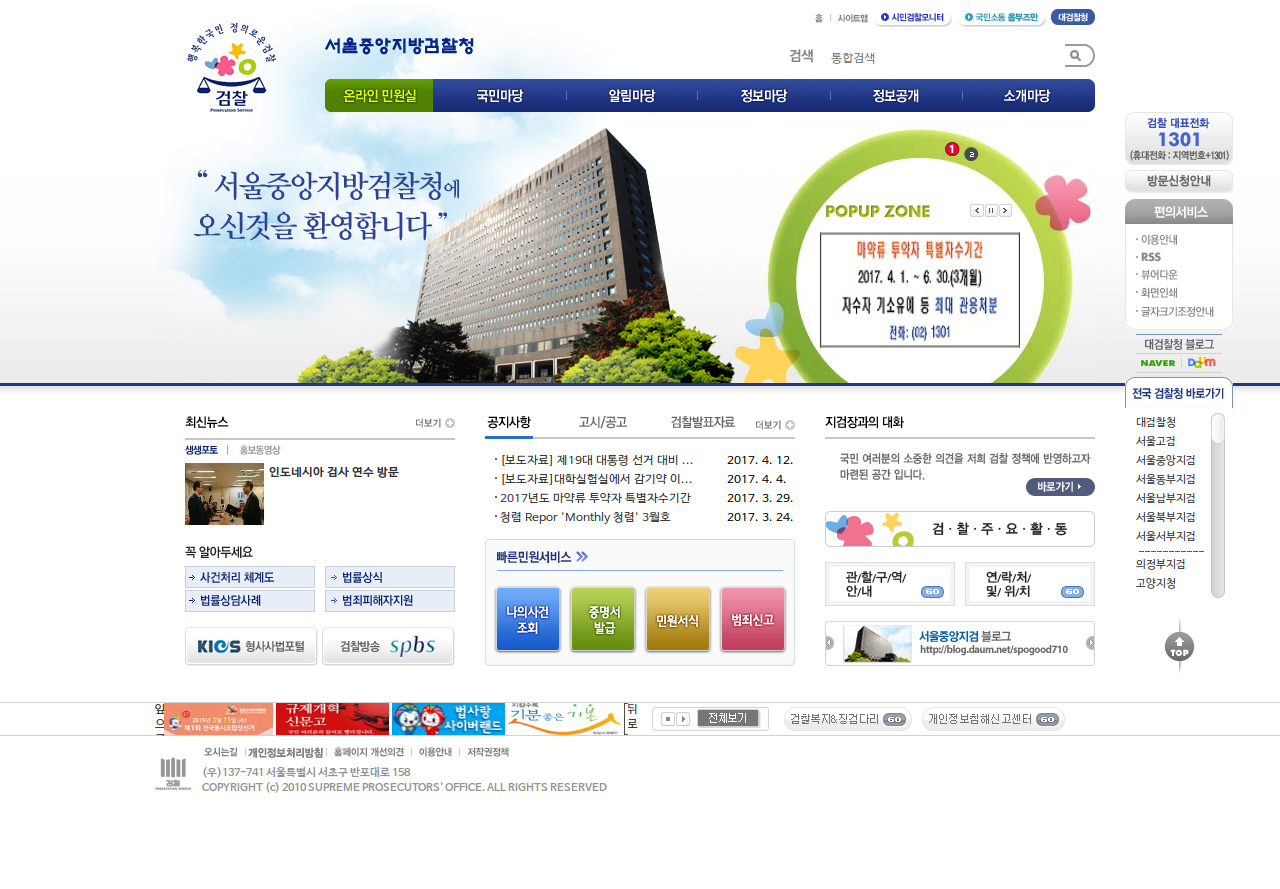 홈 사이트맵 시민검찰모니터 국민소통 옴부즈만 대검찰청
행복한국민 정의로운검찰
검찰
Prosecution Service
서울중앙지방검찰청
검색 통합검색
온라인 민원실 국민마당 알림마당 정보마당 정보공개 소개마당
“ 서울중앙지방검찰청에
오신것을 환영합니다 ”
1 2
POPUP ZONE
마약류 투약자 특별자수기간
2017. 4. 1. ~ 6. 30.(3개월)
자수자 기소유예 등 최대 관용처분
전화: (02) 1301
검찰 대표전화
1301
(휴대전화 : 지역번호+1301)
방문신청안내
편의서비스
· 이용안내
· RSS
· 뷰어다운
· 화면인쇄
· 글자크기조정안내
대검찰청 블로그
NAVER Daum
전국 검찰청 바로가기
대검찰청
서울고검
서울중앙지검
서울동부지검
서울남부지검
서울북부지검
서울서부지검
------------
의정부지검
고양지청
TOP
최신뉴스 더보기
생생포토 홍보동영상
인도네시아 검사 연수 방문
꼭 알아두세요
사건처리 체계도 법률상식
법률상담사례 범죄피해자지원
KICS 형사사법포털 검찰방송 spbs
공지사항 고시/공고 검찰발표자료 더보기
· [보도자료] 제19대 대통령 선거 대비 ... 2017. 4. 12.
· [보도자료]대학실험실에서 감기약 이... 2017. 4. 4.
· 2017년도 마약류 투약자 특별자수기간 2017. 3. 29.
· 청렴 Repor 'Monthly 청렴' 3월호 2017. 3. 24.
빠른민원서비스
나의사건
조회
증명서
발급
민원서식
범죄신고
지검장과의 대화
국민 여러분의 소중한 의견을 저희 검찰 정책에 반영하고자
마련된 공간 입니다.
바로가기
검·찰·주·요·활·동
관/할/구/역/
안/내 GO
연/락/처/
및/ 위/치 GO
서울중앙지검 블로그
http://blog.daum.net/spogood710
앞
으
2015년 3월 11일 (수)
제1회 전국동시조합장선거
규제개혁
신문고
법사랑
사이버랜드
기분좋은
뒤
로
전체보기
검찰복지&징검다리 GO
개인정보침해신고센터 GO
오시는길 개인정보처리방침 홈페이지 개선의견 이용안내 저작권정책
검찰
PROSECUTION SERVICE
(우)137-741 서울특별시 서초구 반포대로 158
COPYRIGHT (c) 2010 SUPREME PROSECUTORS' OFFICE. ALL RIGHTS RESERVED